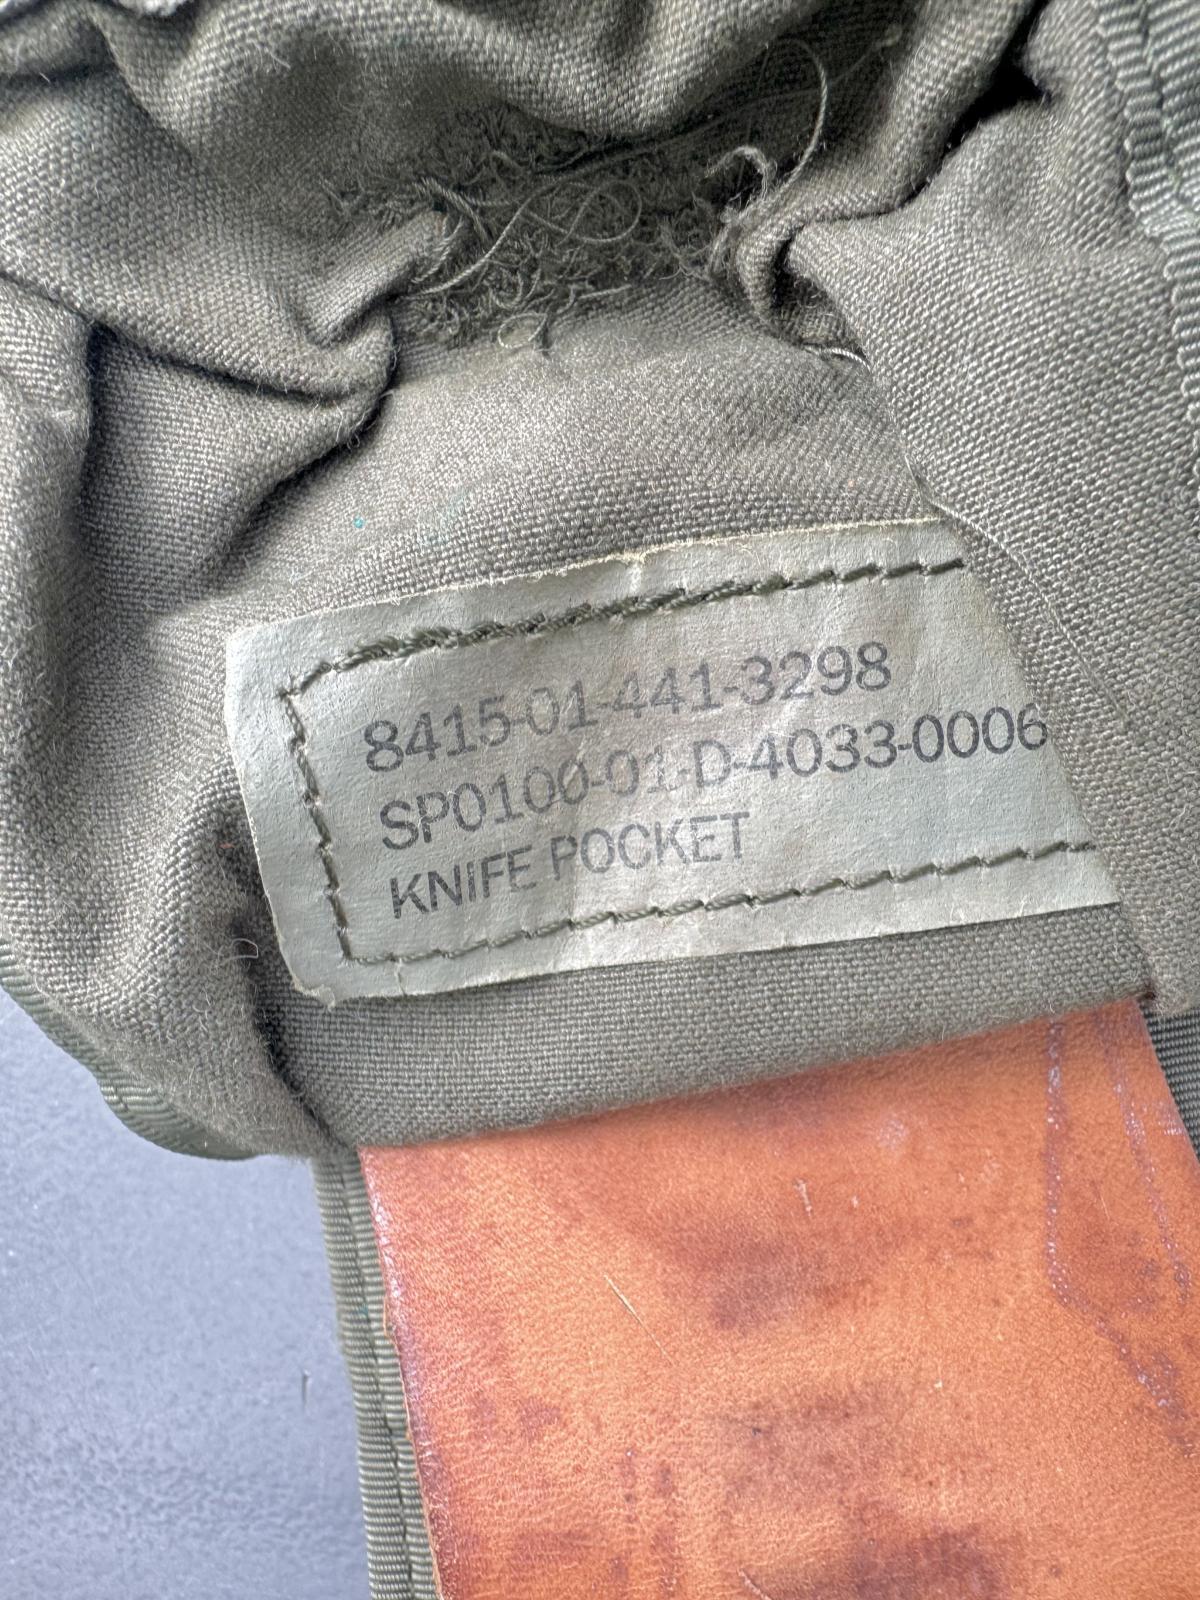 8415-01-441-3298
SP0100-01-D-4033-0006
KNIFE POCKET